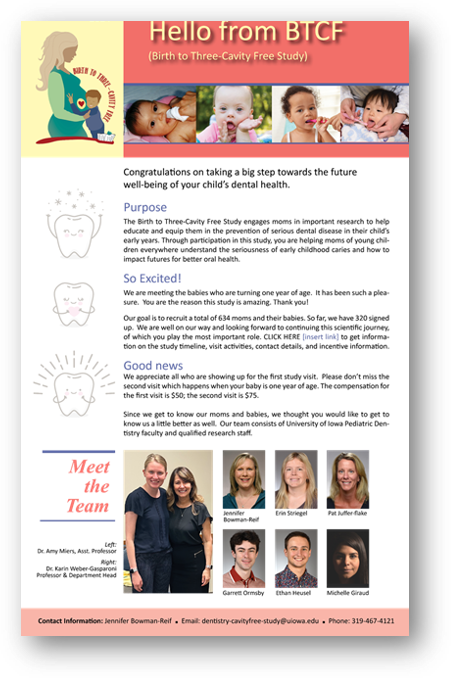 Hello from BTCF
(Birth to Three-Cavity Free Study)
BIRTH TO THREE-CAVITY FREE
Congratulations on taking a big step towards the future
well-being of your child's dental health.
Purpose
The Birth to Three-Cavity Free Study engages moms in important research to help
educate and equip them in the prevention of serious dental disease in their child's
early years. Through participation in this study, you are helping moms of young chil-
dren everywhere understand the seriousness of early childhood caries and how to
impact futures for better oral health.
So Excited!
We are meeting the babies who are turning one year of age. It has been such a plea-
sure. You are the reason this study is amazing. Thank you!
Our goal is to recruit a total of 634 moms and their babies. So far, we have 320 signed
up. We are well on our way and looking forward to continuing this scientific journey,
of which you play the most important role. CLICK HERE [insert link] to get informa-
tion on the study timeline, visit activities, contact details, and incentive information.
Good news
We appreciate all who are showing up for the first study visit. Please don't miss the
second visit which happens when your baby is one year of age. The compensation for
the first visit is $50; the second visit is $75.
Since we get to know our moms and babies, we thought you would like to get to
know us a little better as well. Our team consists of University of Iowa Pediatric Den-
tistry faculty and qualified research staff.
Meet
the
Team
Left:
Dr. Amy Miers, Asst. Professor
Right:
Dr. Karin Weber-Gasparoni
Professor & Department Head
Jennifer
Bowman-Reif
Erin Striegel
Pat Juffer-flake
Garrett Ormsby
Ethan Heusel
Michelle Giraud
Contact Information: Jennifer Bowman-Reif • Email: dentistry-cavityfree-study@uiowa.edu • Phone: 319-467-4121